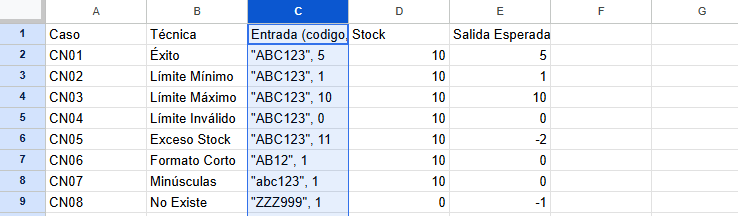 A B C D E F G
1 Caso Técnica Entrada (codigo, Stock Salida Esperada
2 CN01 Éxito "ABC123", 5 10 5
3 CN02 Límite Mínimo "ABC123", 1 10 1
4 CN03 Límite Máximo "ABC123", 10 10 10
5 CN04 Límite Inválido "ABC123", 0 10 0
6 CN05 Exceso Stock "ABC123", 11 10 -2
7 CN06 Formato Corto "AB12", 1 10 0
8 CN07 Minúsculas "abc123", 1 10 0
9 CN08 No Existe "ZZZ999", 1 0 -1